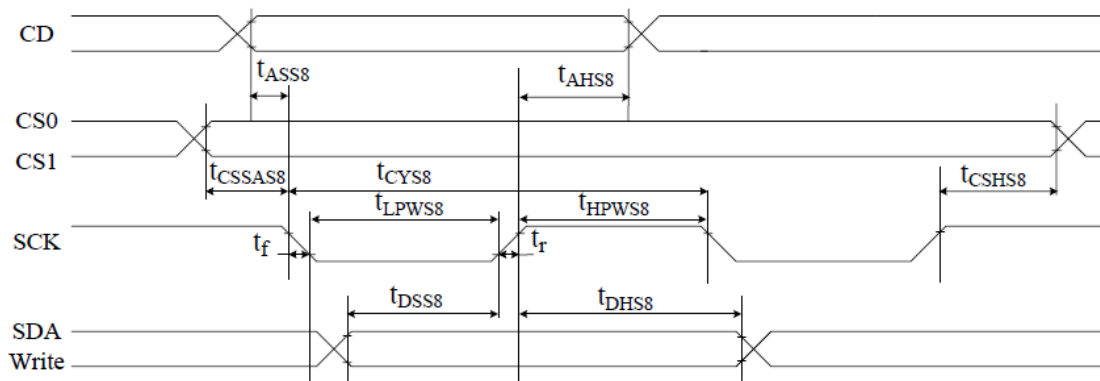 CD
tASS8
tAHS8
CS0
CS1
tCSSAS8
tCYS8
tCSHS8
tLPWS8
tHPWS8
SCK
tf
tr
tDSS8
tDHS8
SDA
Write